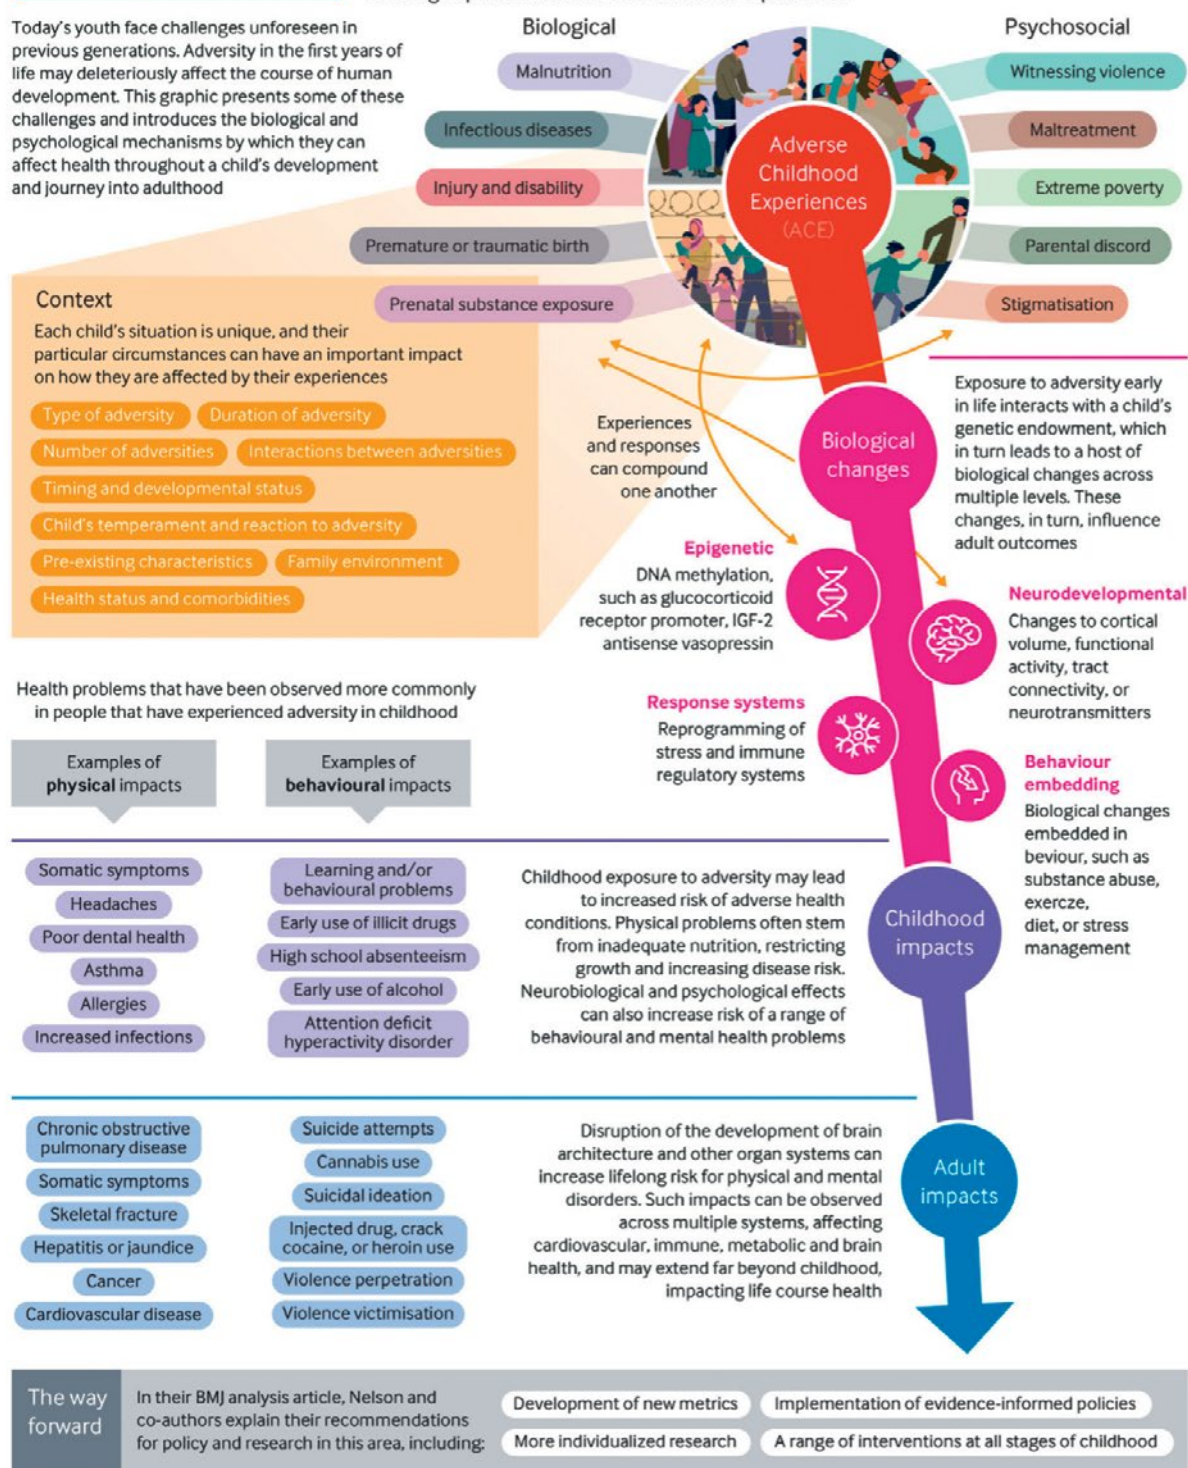 Today's youth face challenges unforeseen in
previous generations. Adversity in the first years of
life may deleteriously affect the course of human
development. This graphic presents some of these
challenges and introduces the biological and
psychological mechanisms by which they can
affect health throughout a child's development
and journey into adulthood
Biological
Malnutrition
Infectious diseases
Injury and disability
Premature or traumatic birth
Prenatal substance exposure
Adverse
Childhood
Experiences
(ACE)
Psychosocial
Witnessing violence
Maltreatment
Extreme poverty
Parental discord
Stigmatisation
Context
Each child's situation is unique, and their
particular circumstances can have an important impact
on how they are affected by their experiences
Type of adversity
Duration of adversity
Number of adversities
Interactions between adversities
Timing and developmental status
Child's temperament and reaction to adversity
Pre-existing characteristics
Family environment
Health status and comorbidities
Experiences
and responses
can compound
one another
Biological
changes
Exposure to adversity early
in life interacts with a child's
genetic endowment, which
in turn leads to a host of
biological changes across
multiple levels. These
changes, in turn, influence
adult outcomes
Epigenetic
DNA methylation,
such as glucocorticoid
receptor promoter, IGF-2
antisense vasopressin
Neurodevelopmental
Changes to cortical
volume, functional
activity, tract
connectivity, or
neurotransmitters
Response systems
Reprogramming of
stress and immune
regulatory systems
Behaviour
embedding
Biological changes
embedded in
beviour, such as
substance abuse,
exercze,
diet, or stress
management
Health problems that have been observed more commonly
in people that have experienced adversity in childhood
Examples of
physical impacts
Examples of
behavioural impacts
Somatic symptoms
Headaches
Poor dental health
Asthma
Allergies
Increased infections
Learning and/or
behavioural problems
Early use of illicit drugs
High school absenteeism
Early use of alcohol
Attention deficit
hyperactivity disorder
Childhood exposure to adversity may lead
to increased risk of adverse health
conditions. Physical problems often stem
from inadequate nutrition, restricting
growth and increasing disease risk.
Neurobiological and psychological effects
can also increase risk of a range of
behavioural and mental health problems
Childhood
impacts
Chronic obstructive
pulmonary disease
Somatic symptoms
Skeletal fracture
Hepatitis or jaundice
Cancer
Cardiovascular disease
Suicide attempts
Cannabis use
Suicidal ideation
Injected drug, crack
cocaine, or heroin use
Violence perpetration
Violence victimisation
Disruption of the development of brain
architecture and other organ systems can
increase lifelong risk for physical and mental
disorders. Such impacts can be observed
across multiple systems, affecting
cardiovascular, immune, metabolic and brain
health, and may extend far beyond childhood,
impacting life course health
Adult
impacts
The way
forward
In their BMJ analysis article, Nelson and
co-authors explain their recommendations
for policy and research in this area, including:
Development of new metrics
Implementation of evidence-informed policies
More individualized research
A range of interventions at all stages of childhood